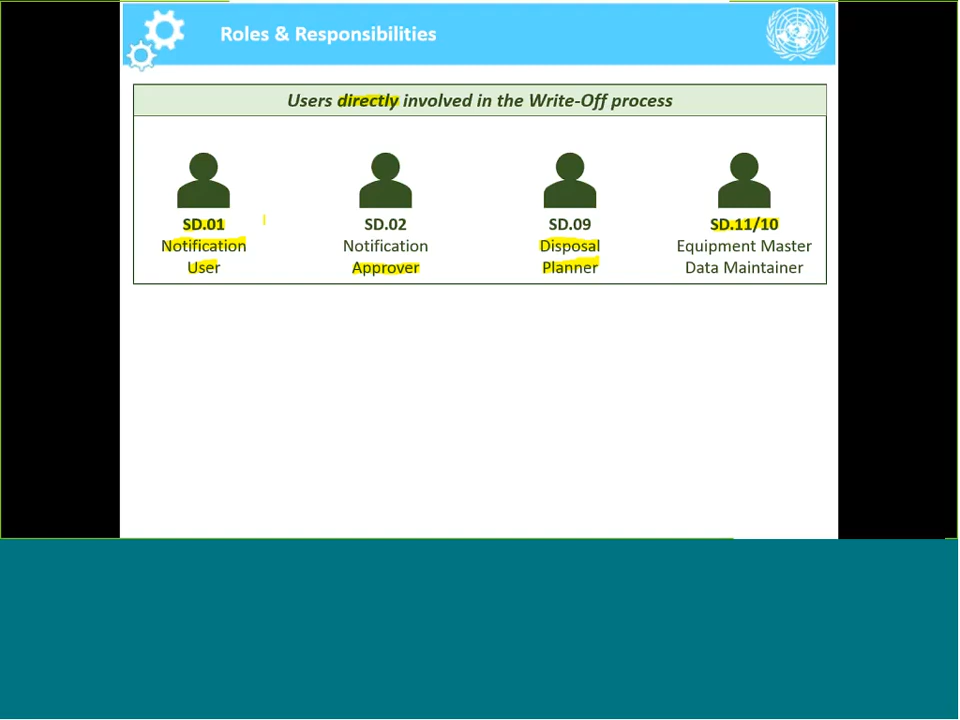 Roles & Responsibilities
Users directly involved in the Write-Off process
SD.01
Notification
User
SD.02
Notification
Approver
SD.09
Disposal
Planner
SD.11/10
Equipment Master
Data Maintainer